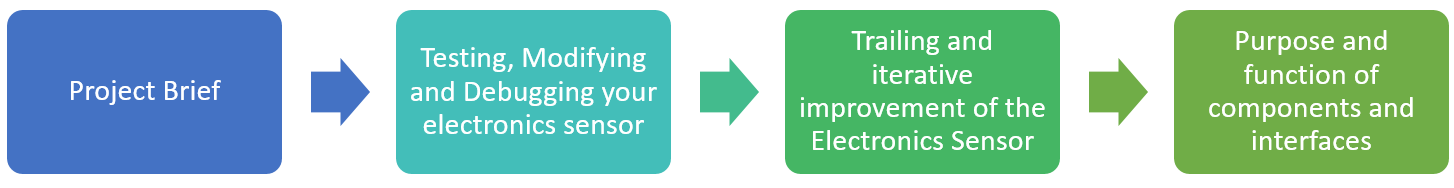 Project Brief
Testing, Modifying
and Debugging your
electronics sensor
Trailing and
iterative
improvement of the
Electronics Sensor
Purpose and
function of
components and
interfaces